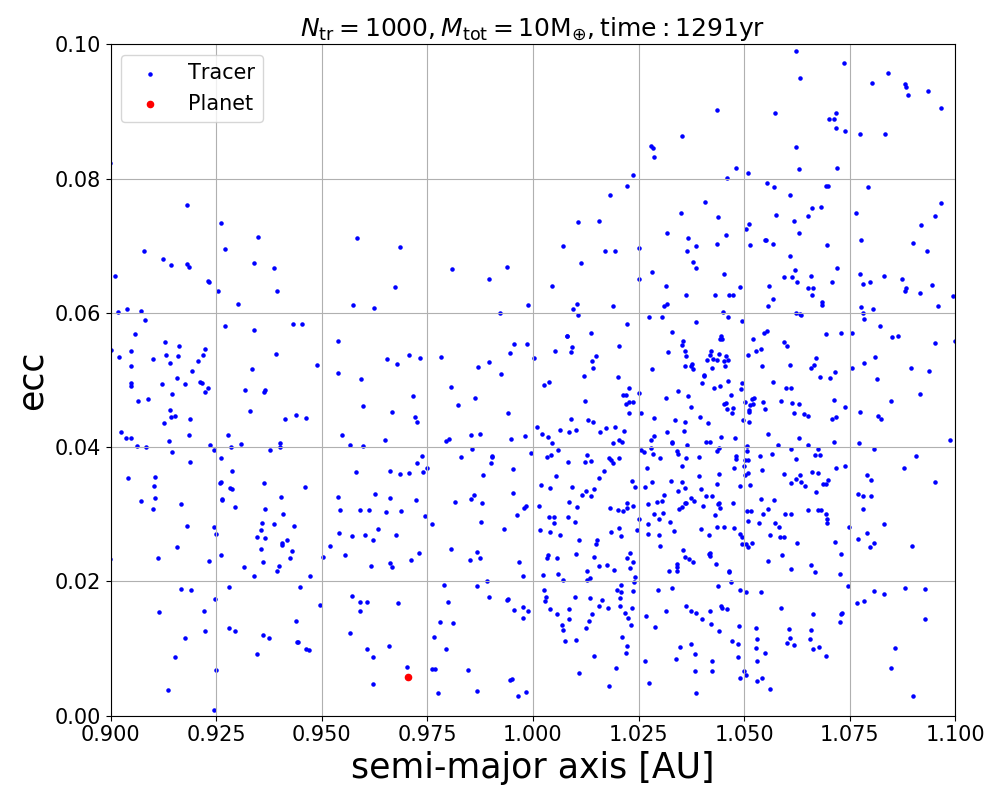 N_tr = 1000, M_tot = 10M_⊕, time : 1291yr
0.10
Tracer
Planet
0.08
0.06
ecc
0.04
0.02
0.00
0.900 0.925 0.950 0.975 1.000 1.025 1.050 1.075 1.100
semi-major axis [AU]